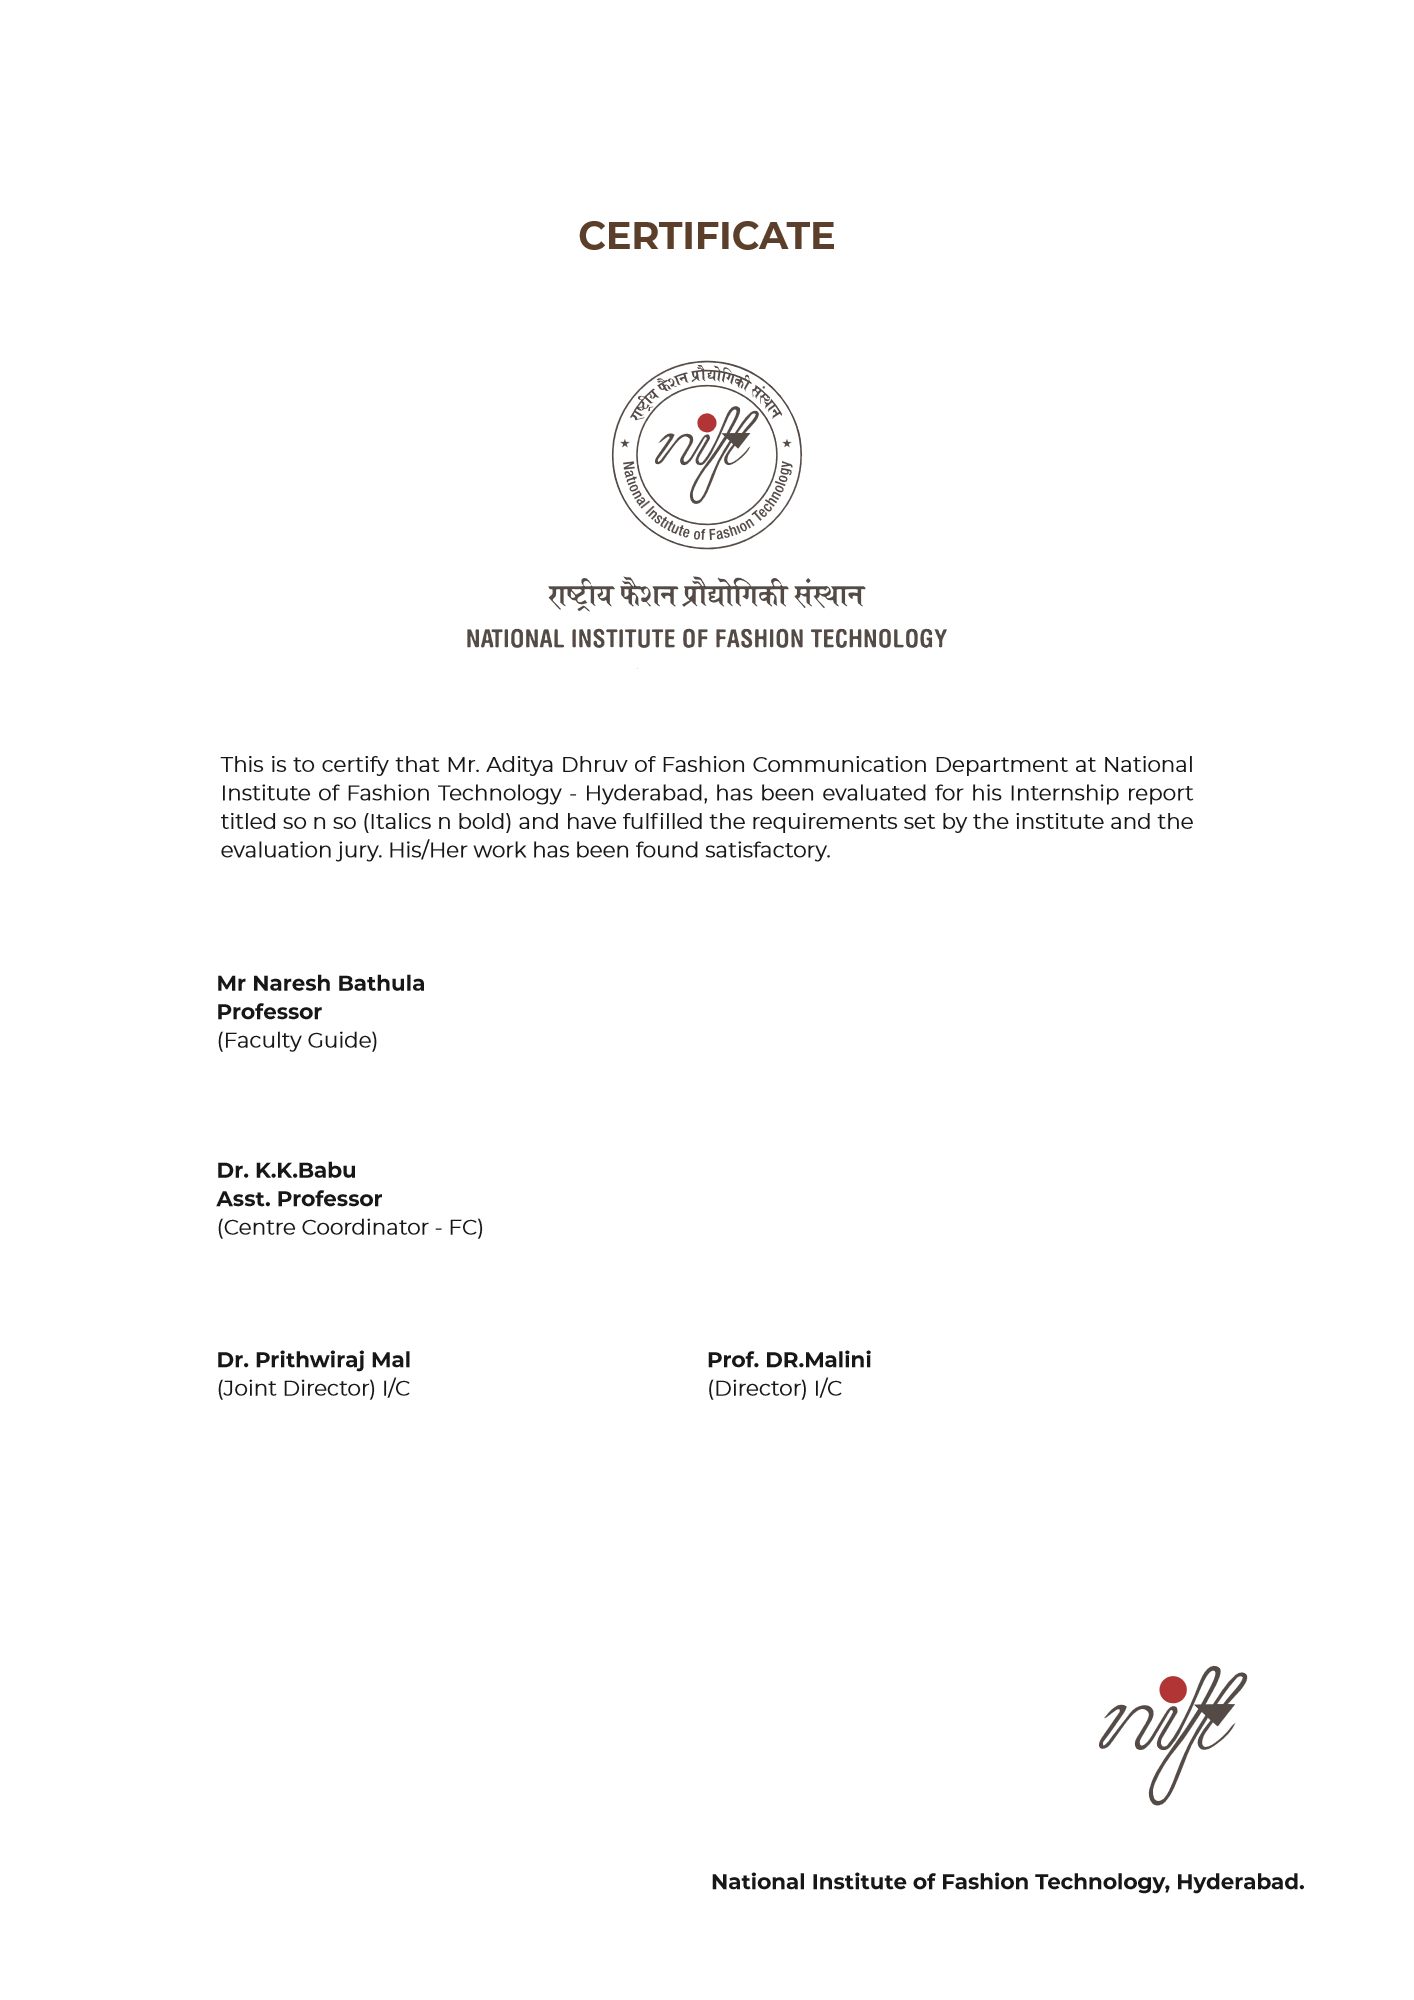 CERTIFICATE
राष्ट्रीय फैशन प्रौद्योगिकी संस्थान
nift
National Institute of Fashion Technology
राष्ट्रीय फैशन प्रौद्योगिकी संस्थान
NATIONAL INSTITUTE OF FASHION TECHNOLOGY
This is to certify that Mr. Aditya Dhruv of Fashion Communication Department at National
Institute of Fashion Technology - Hyderabad, has been evaluated for his Internship report
titled so n so (Italics n bold) and have fulfilled the requirements set by the institute and the
evaluation jury. His/Her work has been found satisfactory.
Mr Naresh Bathula
Professor
(Faculty Guide)
Dr. K.K.Babu
Asst. Professor
(Centre Coordinator - FC)
Dr. Prithwiraj Mal
(Joint Director) I/C
Prof. DR.Malini
(Director) I/C
nift
National Institute of Fashion Technology, Hyderabad.